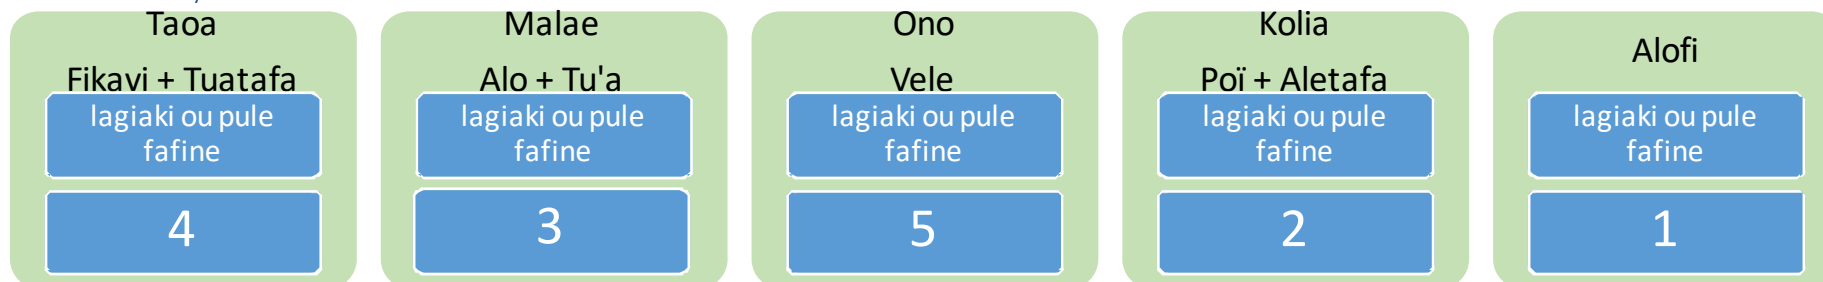 Taoa
Fikavi + Tuatafa
lagiaki ou pule
fafine
4
Malae
Alo + Tu'a
lagiaki ou pule
fafine
3
Ono
Vele
lagiaki ou pule
fafine
5
Kolia
Poï + Aletafa
lagiaki ou pule
fafine
2
Alofi
lagiaki ou pule
fafine
1